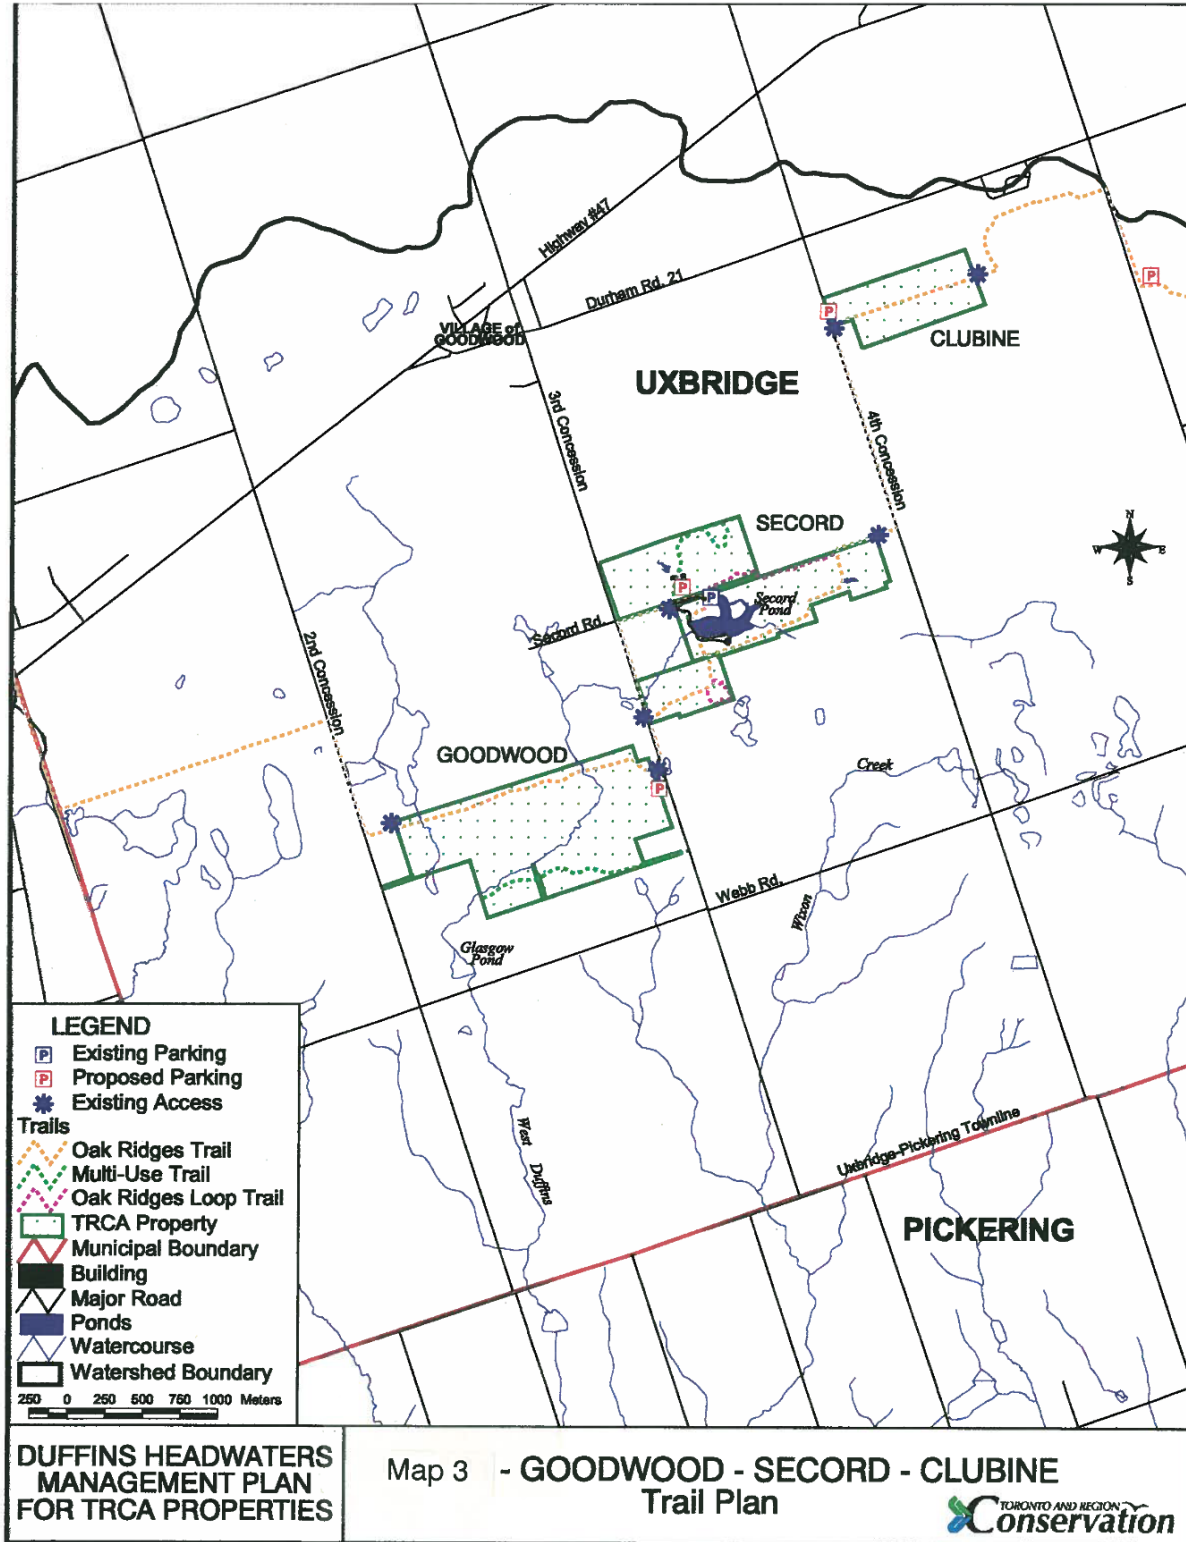 Highway #47
Durham Rd. 21
VILLAGE of
GOODWOOD
CLUBINE
UXBRIDGE
3rd Concession
4th Concession
SECORD
N
W E
S
P
P
P
P
Secord
Pond
Secord Rd.
2nd Concession
GOODWOOD
P
Creek
Webb Rd.
Wixon
Glasgow
Pond
West Duffins
Uxbridge-Pickering Townline
PICKERING
LEGEND
P Existing Parking
P Proposed Parking
Existing Access
Trails
Oak Ridges Trail
Multi-Use Trail
Oak Ridges Loop Trail
TRCA Property
Municipal Boundary
Building
Major Road
Ponds
Watercourse
Watershed Boundary
250 0 250 500 750 1000 Meters
DUFFINS HEADWATERS
MANAGEMENT PLAN
FOR TRCA PROPERTIES
Map 3 - GOODWOOD - SECORD - CLUBINE
Trail Plan
TORONTO AND REGION
Conservation